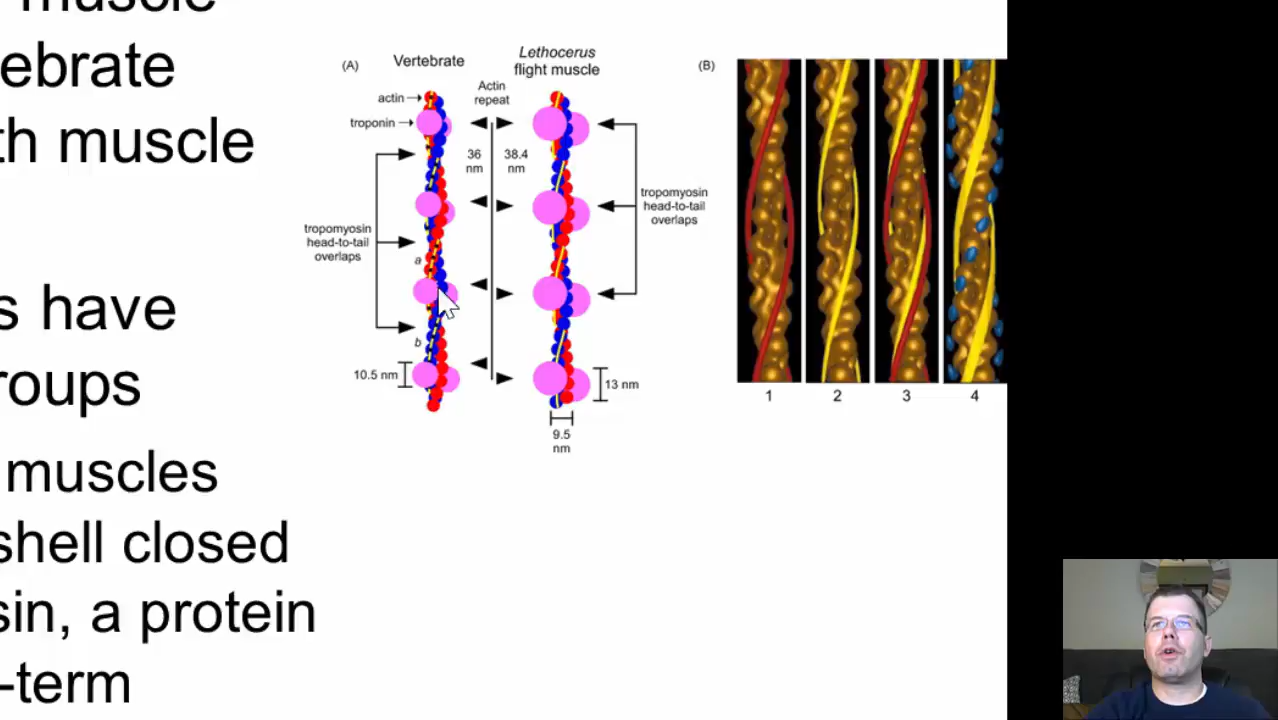 muscle
ebrate
th muscle
s have
roups
muscles
shell closed
sin, a protein
-term
(A)
Vertebrate
Lethocerus
flight muscle
actin
troponin
Actin
repeat
36
nm
38.4
nm
tropomyosin
head-to-tail
overlaps
a
b
tropomyosin
head-to-tail
overlaps
10.5 nm
13 nm
9.5
nm
(B)
1
2
3
4